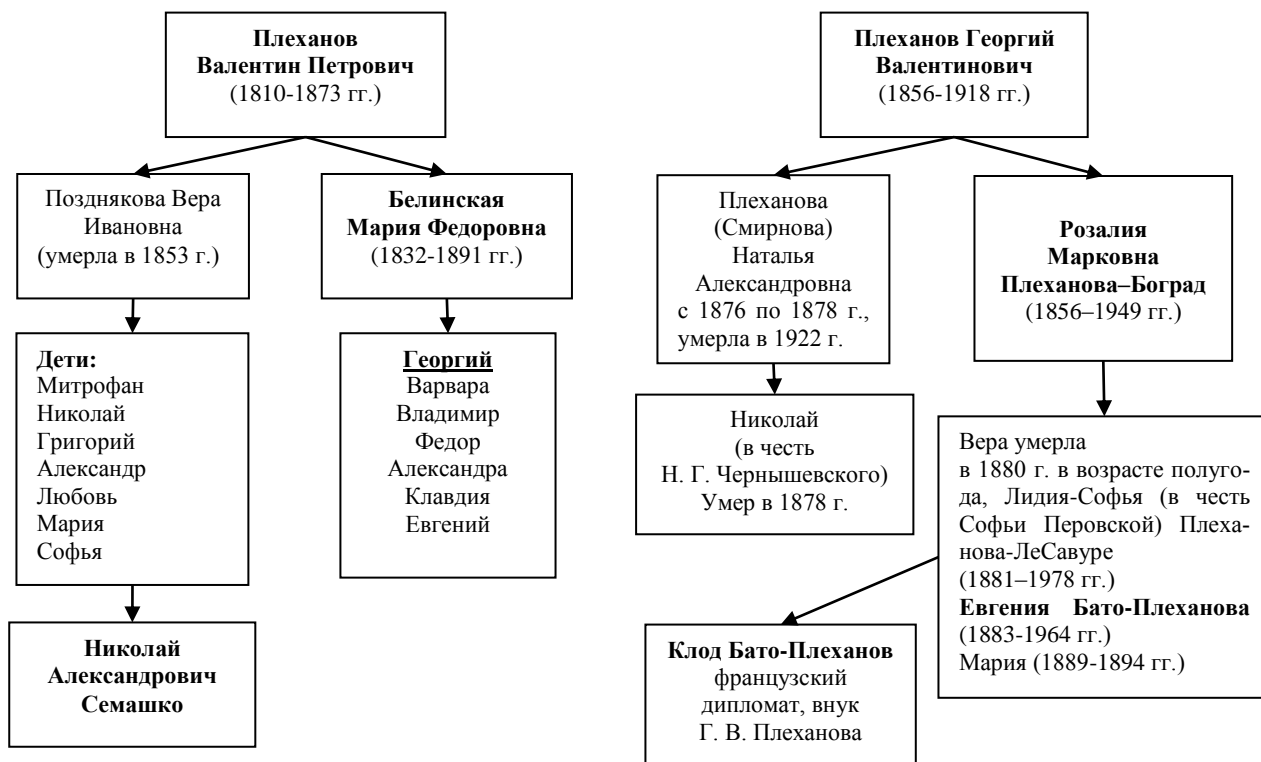 Плеханов
Валентин Петрович
(1810-1873 гг.)
Плеханов Георгий
Валентинович
(1856-1918 гг.)
Позднякова Вера
Ивановна
(умерла в 1853 г.)
Белинская
Мария Федоровна
(1832-1891 гг.)
Плеханова
(Смирнова)
Наталья
Александровна
с 1876 по 1878 г.,
умерла в 1922 г.
Розалия
Марковна
Плеханова–Боград
(1856–1949 гг.)
Дети:
Митрофан
Николай
Григорий
Александр
Любовь
Мария
Софья
Георгий
Варвара
Владимир
Федор
Александра
Клавдия
Евгений
Николай
(в честь
Н. Г. Чернышевского)
Умер в 1878 г.
Вера умерла
в 1880 г. в возрасте полуго-
да, Лидия-Софья (в честь
Софьи Перовской) Плеха-
нова-ЛеСавуре
(1881–1978 гг.)
Евгения Бато-Плеханова
(1883-1964 гг.)
Мария (1889-1894 гг.)
Николай
Александрович
Семашко
Клод Бато-Плеханов
французский
дипломат, внук
Г. В. Плеханова